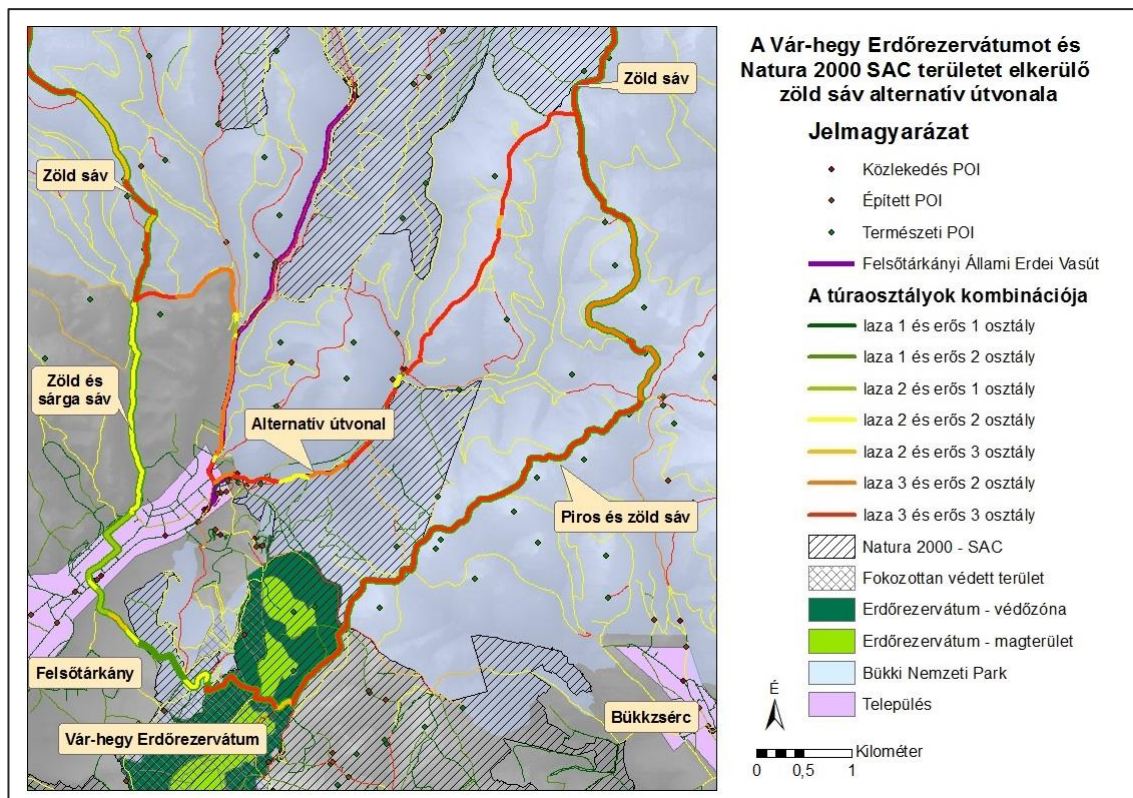 A Vár-hegy Erdőrezervátumot és
Natura 2000 SAC területet elkerülő
zöld sáv alternatív útvonala
Jelmagyarázat
Közlekedés POI
Épített POI
Természeti POI
Felsőtárkányi Állami Erdei Vasút
A túraosztályok kombinációja
laza 1 és erős 1 osztály
laza 1 és erős 2 osztály
laza 2 és erős 1 osztály
laza 2 és erős 2 osztály
laza 2 és erős 3 osztály
laza 3 és erős 2 osztály
laza 3 és erős 3 osztály
Natura 2000 - SAC
Fokozottan védett terület
Erdőrezervátum - védőzóna
Erdőrezervátum - magterület
Bükki Nemzeti Park
Település
É
Kilométer
0 0,5 1
Zöld sáv
Zöld sáv
Zöld és
sárga sáv
Alternatív útvonal
Piros és zöld sáv
Felsőtárkány
Vár-hegy Erdőrezervátum
Bükkzsérc